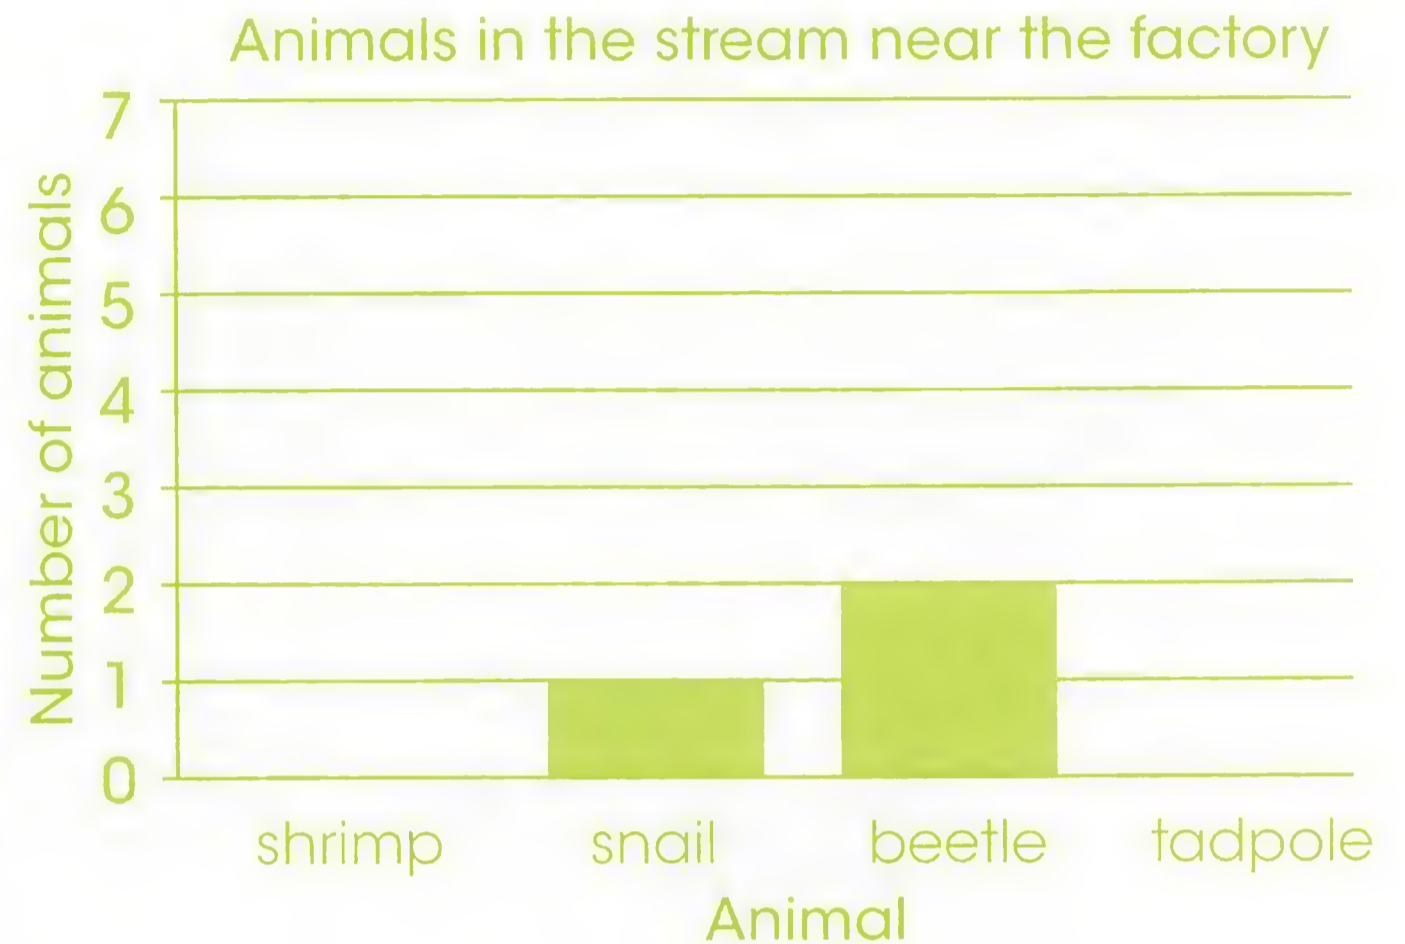 Animals in the stream near the factory
7
6
5
4
3
2
1
0
Number of animals
shrimp snail beetle tadpole
Animal